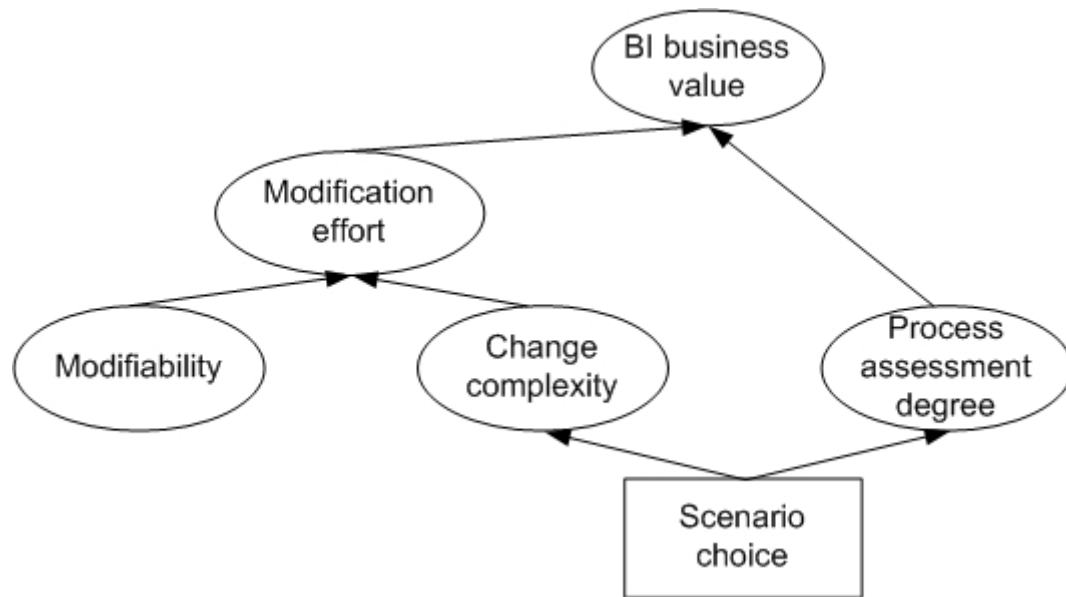 BI business
value
Modification
effort
Modifiability
Change
complexity
Process
assessment
degree
Scenario
choice